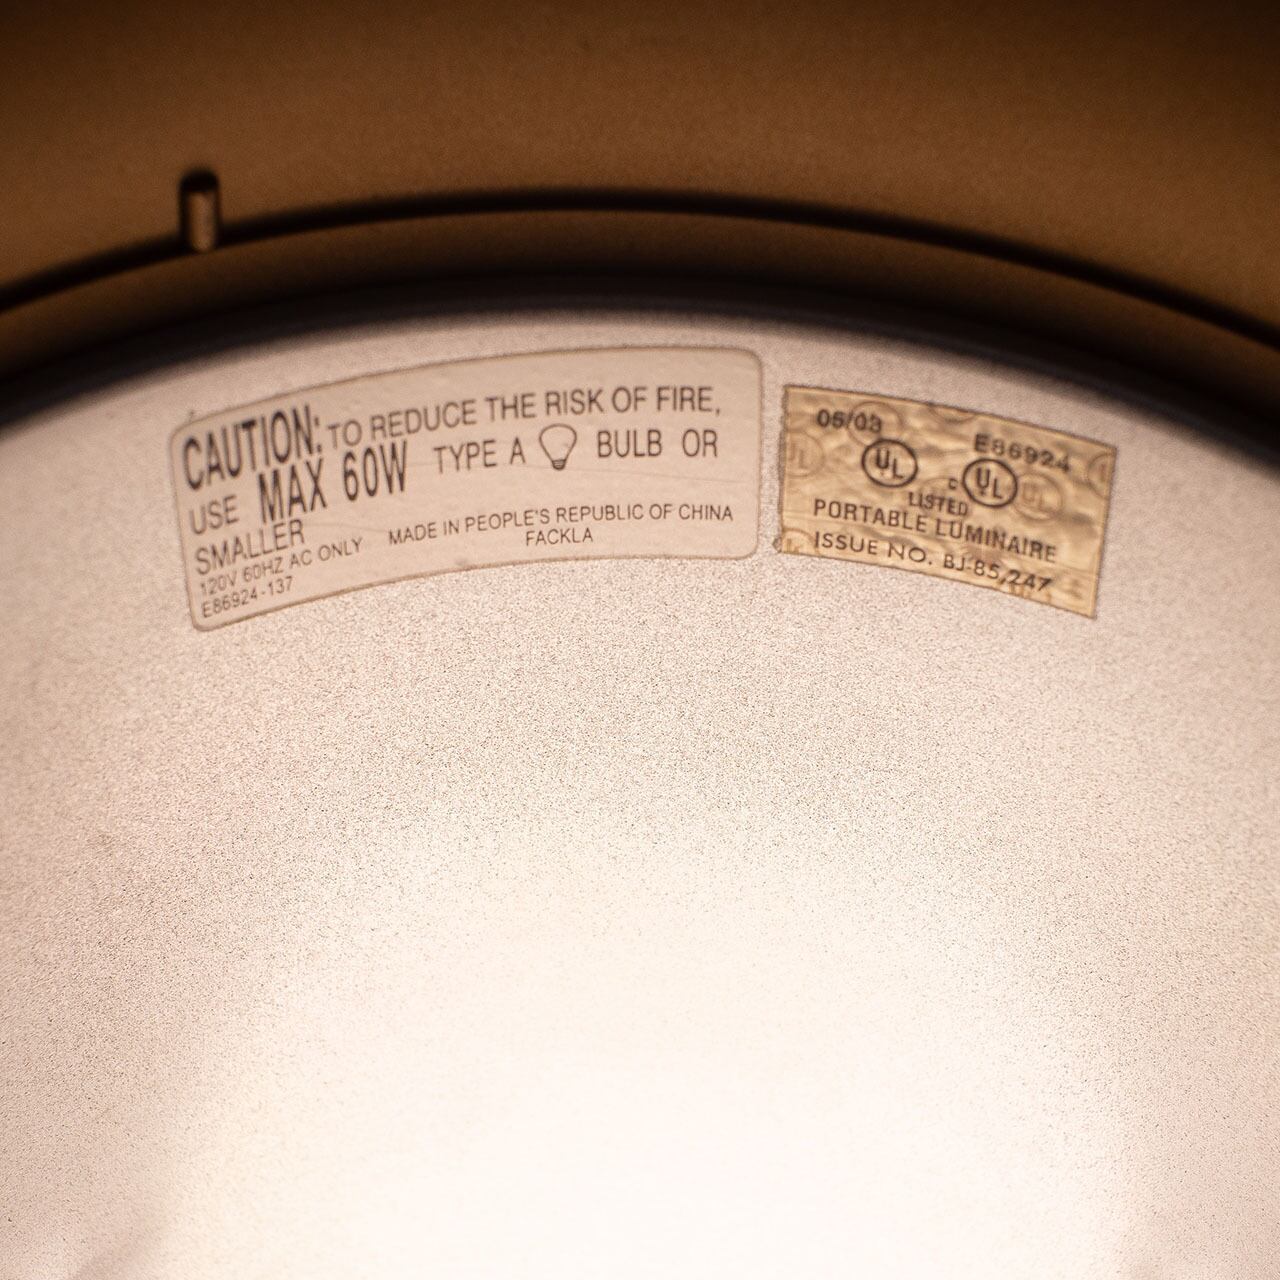 CAUTION: TO REDUCE THE RISK OF FIRE,
USE MAX 60W TYPE A BULB OR
SMALLER
120V 60HZ AC ONLY MADE IN PEOPLE'S REPUBLIC OF CHINA
E86924-137 FACKLA
05/03 E86924
UL C UL
LISTED
PORTABLE LUMINAIRE
ISSUE NO. BJ-85,247